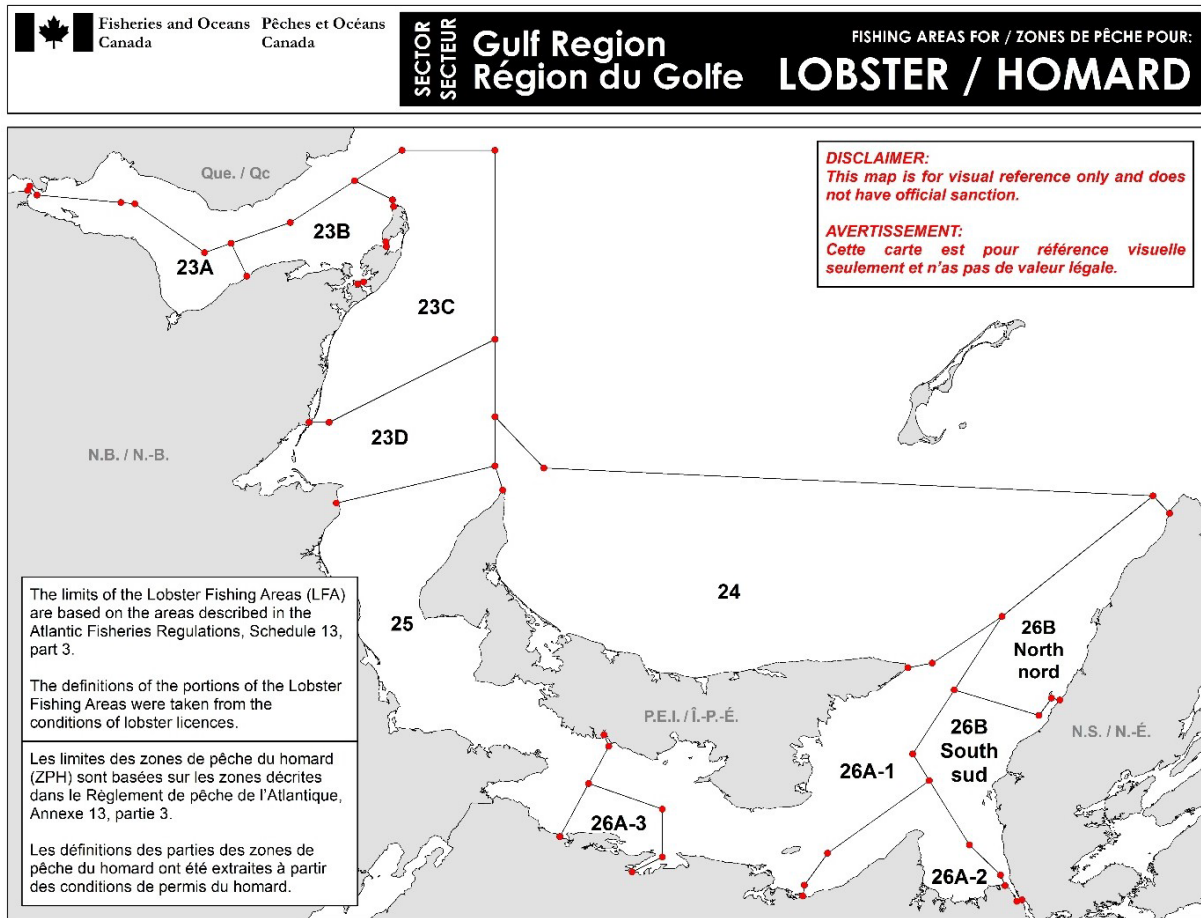 Fisheries and Oceans
Canada
Pêches et Océans
Canada
SECTOR
SECTEUR
Gulf Region
Région du Golfe
FISHING AREAS FOR / ZONES DE PÊCHE POUR:
LOBSTER / HOMARD
DISCLAIMER:
This map is for visual reference only and does
not have official sanction.
AVERTISSEMENT:
Cette carte est pour référence visuelle
seulement et n'as pas de valeur légale.
Que. / Qc
23A
23B
23C
23D
N.B. / N.-B.
24
25
26B
North
nord
P.E.I. / Î.-P.-É.
N.S. / N.-É.
26B
South
sud
26A-1
26A-3
26A-2
The limits of the Lobster Fishing Areas (LFA)
are based on the areas described in the
Atlantic Fisheries Regulations, Schedule 13,
part 3.
The definitions of the portions of the Lobster
Fishing Areas were taken from the
conditions of lobster licences.
Les limites des zones de pêche du homard
(ZPH) sont basées sur les zones décrites
dans le Règlement de pêche de l'Atlantique,
Annexe 13, partie 3.
Les définitions des parties des zones de
pêche du homard ont été extraites à partir
des conditions de permis du homard.